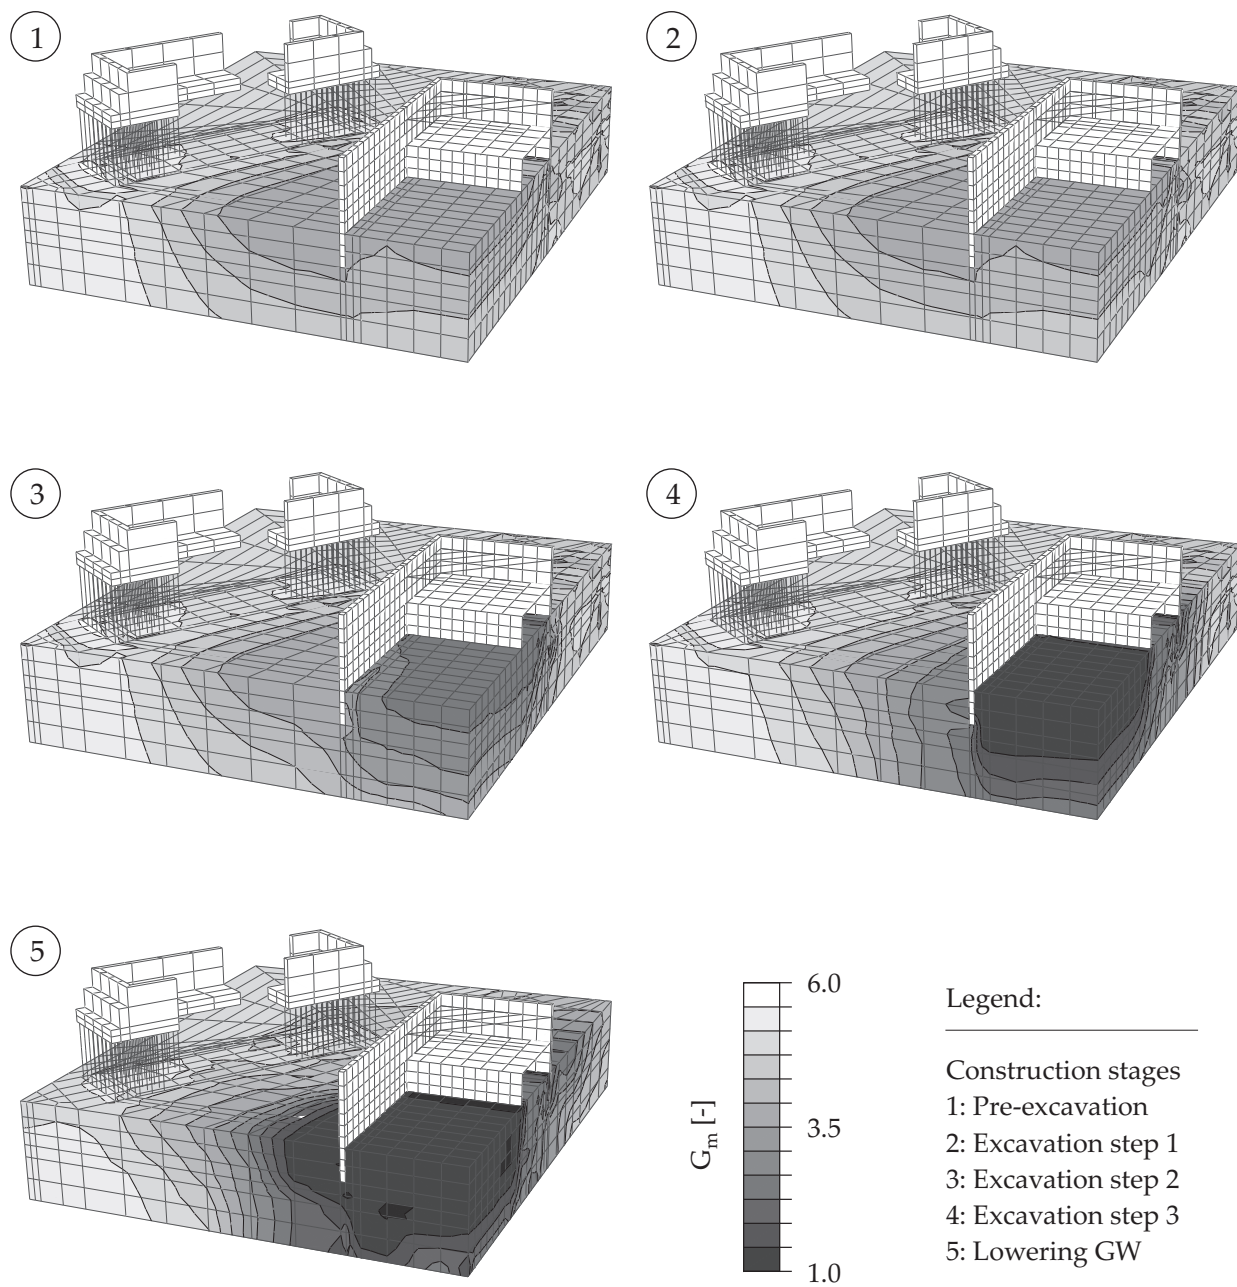 1
2
3
4
5
6.0
3.5
1.0
G_m [-]
Legend:
Construction stages
1: Pre-excavation
2: Excavation step 1
3: Excavation step 2
4: Excavation step 3
5: Lowering GW